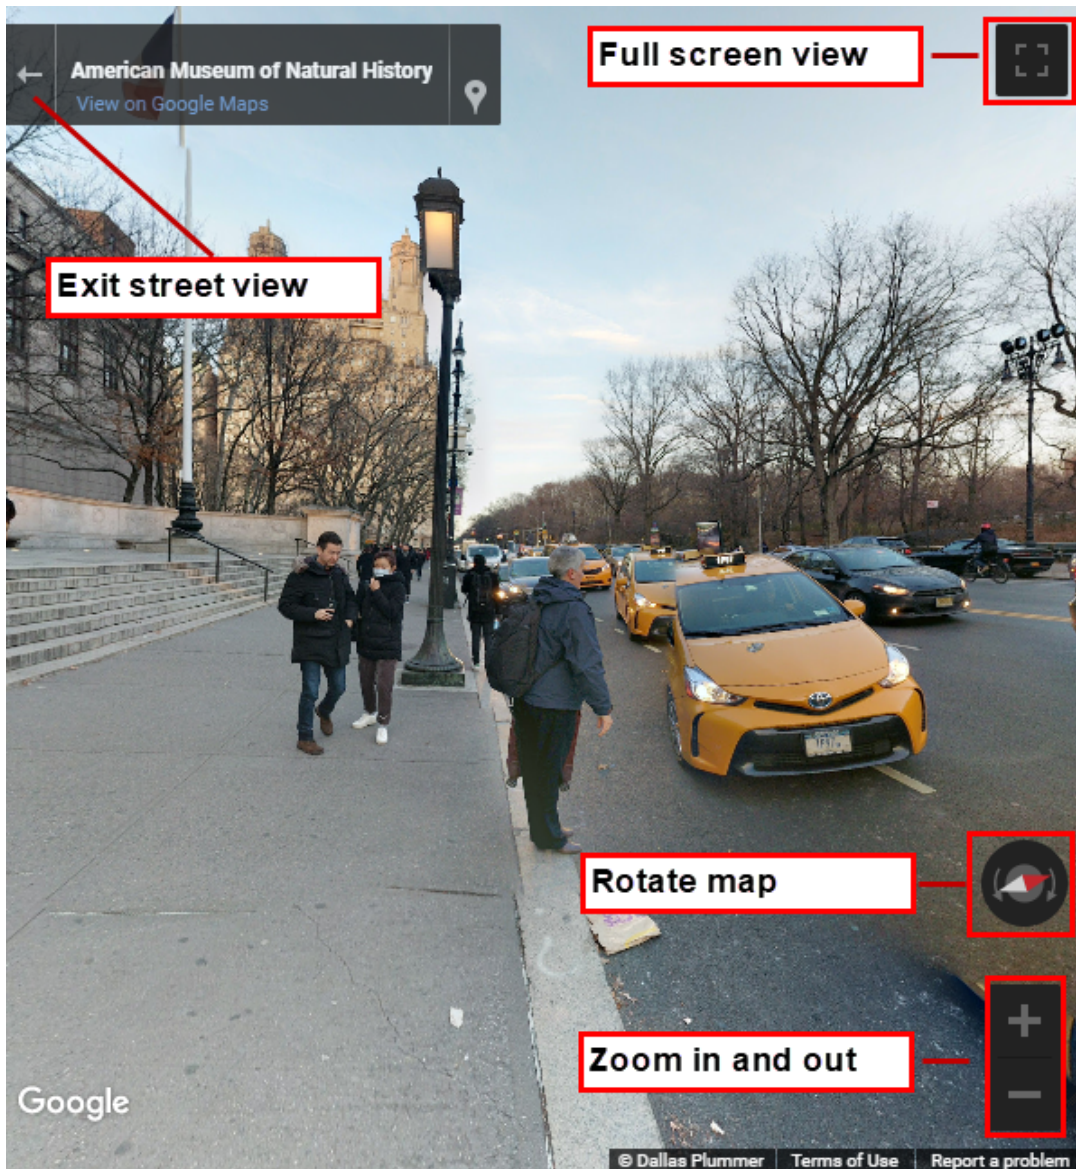 American Museum of Natural History
View on Google Maps
Full screen view
Exit street view
Rotate map
Zoom in and out
Google
© Dallas Plummer
Terms of Use
Report a problem